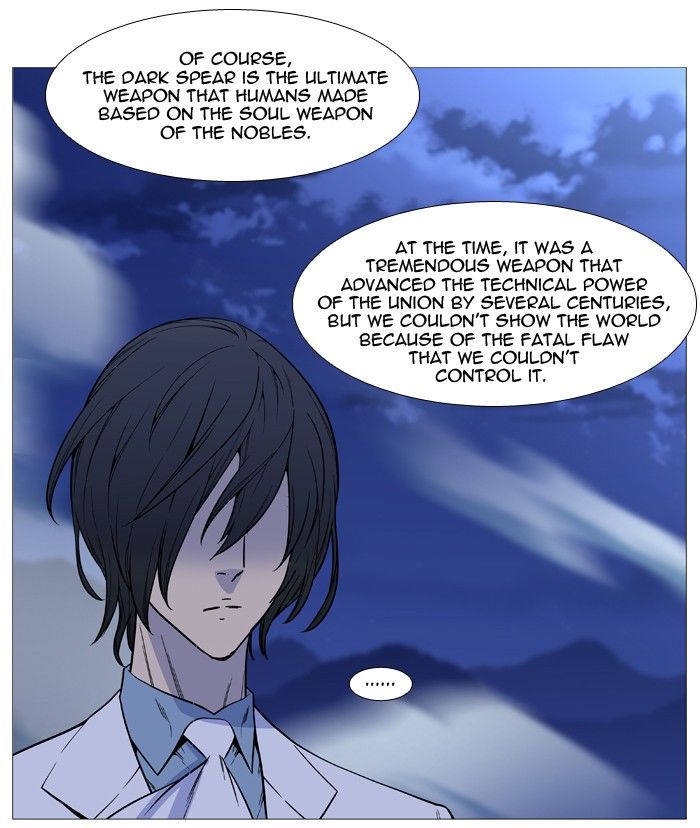 OF COURSE,
THE DARK SPEAR IS THE ULTIMATE
WEAPON THAT HUMANS MADE
BASED ON THE SOUL WEAPON
OF THE NOBLES.
AT THE TIME, IT WAS A
TREMENDOUS WEAPON THAT
ADVANCED THE TECHNICAL POWER
OF THE UNION BY SEVERAL CENTURIES,
BUT WE COULDN'T SHOW THE WORLD
BECAUSE OF THE FATAL FLAW
THAT WE COULDN'T
CONTROL IT.
......